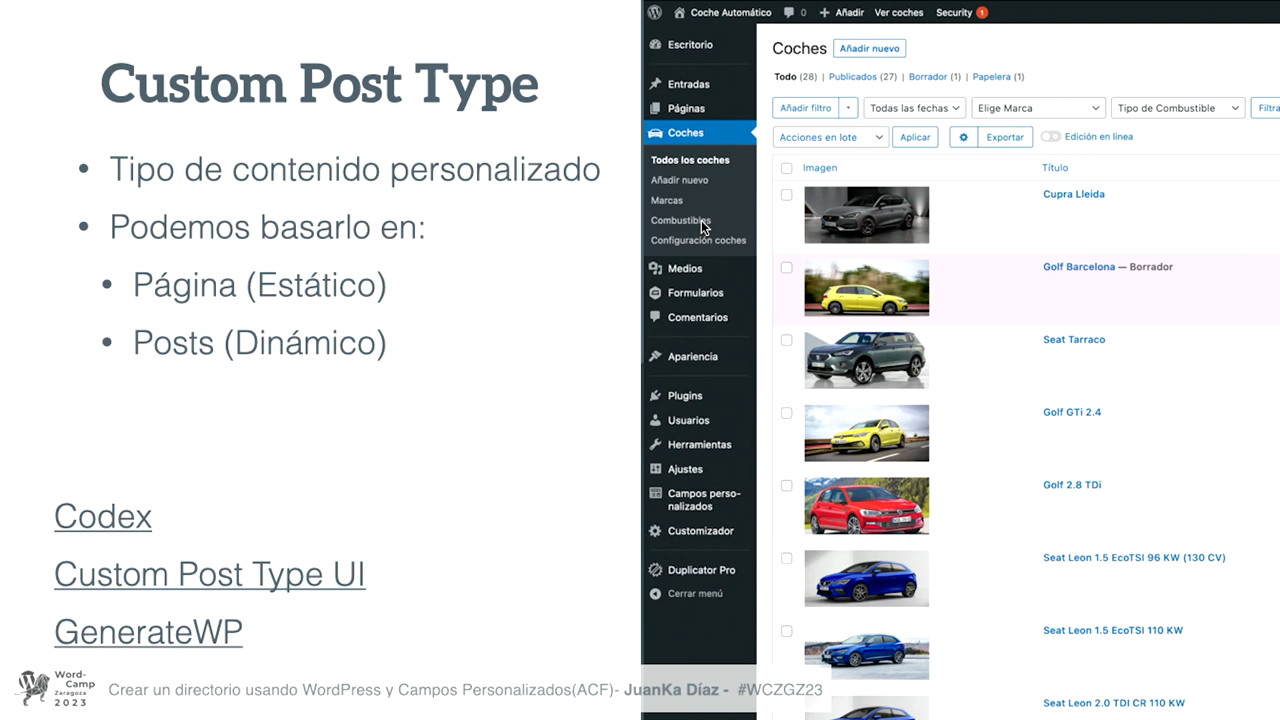 Custom Post Type
• Tipo de contenido personalizado
• Podemos basarlo en:
• Página (Estático)
• Posts (Dinámico)
Codex
Custom Post Type UI
GenerateWP
Word-
Camp
Zaragoza
2023
Crear un directorio usando WordPress y Campos Personalizados(ACF)- JuanKa Díaz - #WCZGZ23
Coche Automático 0 Añadir Ver coches Security 1
Escritorio
Entradas
Páginas
Coches
Todos los coches
Añadir nuevo
Marcas
Combustibles
Configuración coches
Medios
Formularios
Comentarios
Apariencia
Plugins
Usuarios
Herramientas
Ajustes
Campos perso-
nalizados
Customizador
Duplicator Pro
Cerrar menú
Coches Añadir nuevo
Todo (28) | Publicados (27) | Borrador (1) | Papelera (1)
Añadir filtro Todas las fechas Elige Marca Tipo de Combustible Filtra
Acciones en lote Aplicar Exportar Edición en linea
Imagen Título
Cupra Lleida
Golf Barcelona — Borrador
Seat Tarraco
Golf GTi 2.4
Golf 2.8 TDi
Seat Leon 1.5 EcoTSI 96 KW (130 CV)
Seat Leon 1.5 EcoTSI 110 KW
Seat Leon 2.0 TDI CR 110 KW